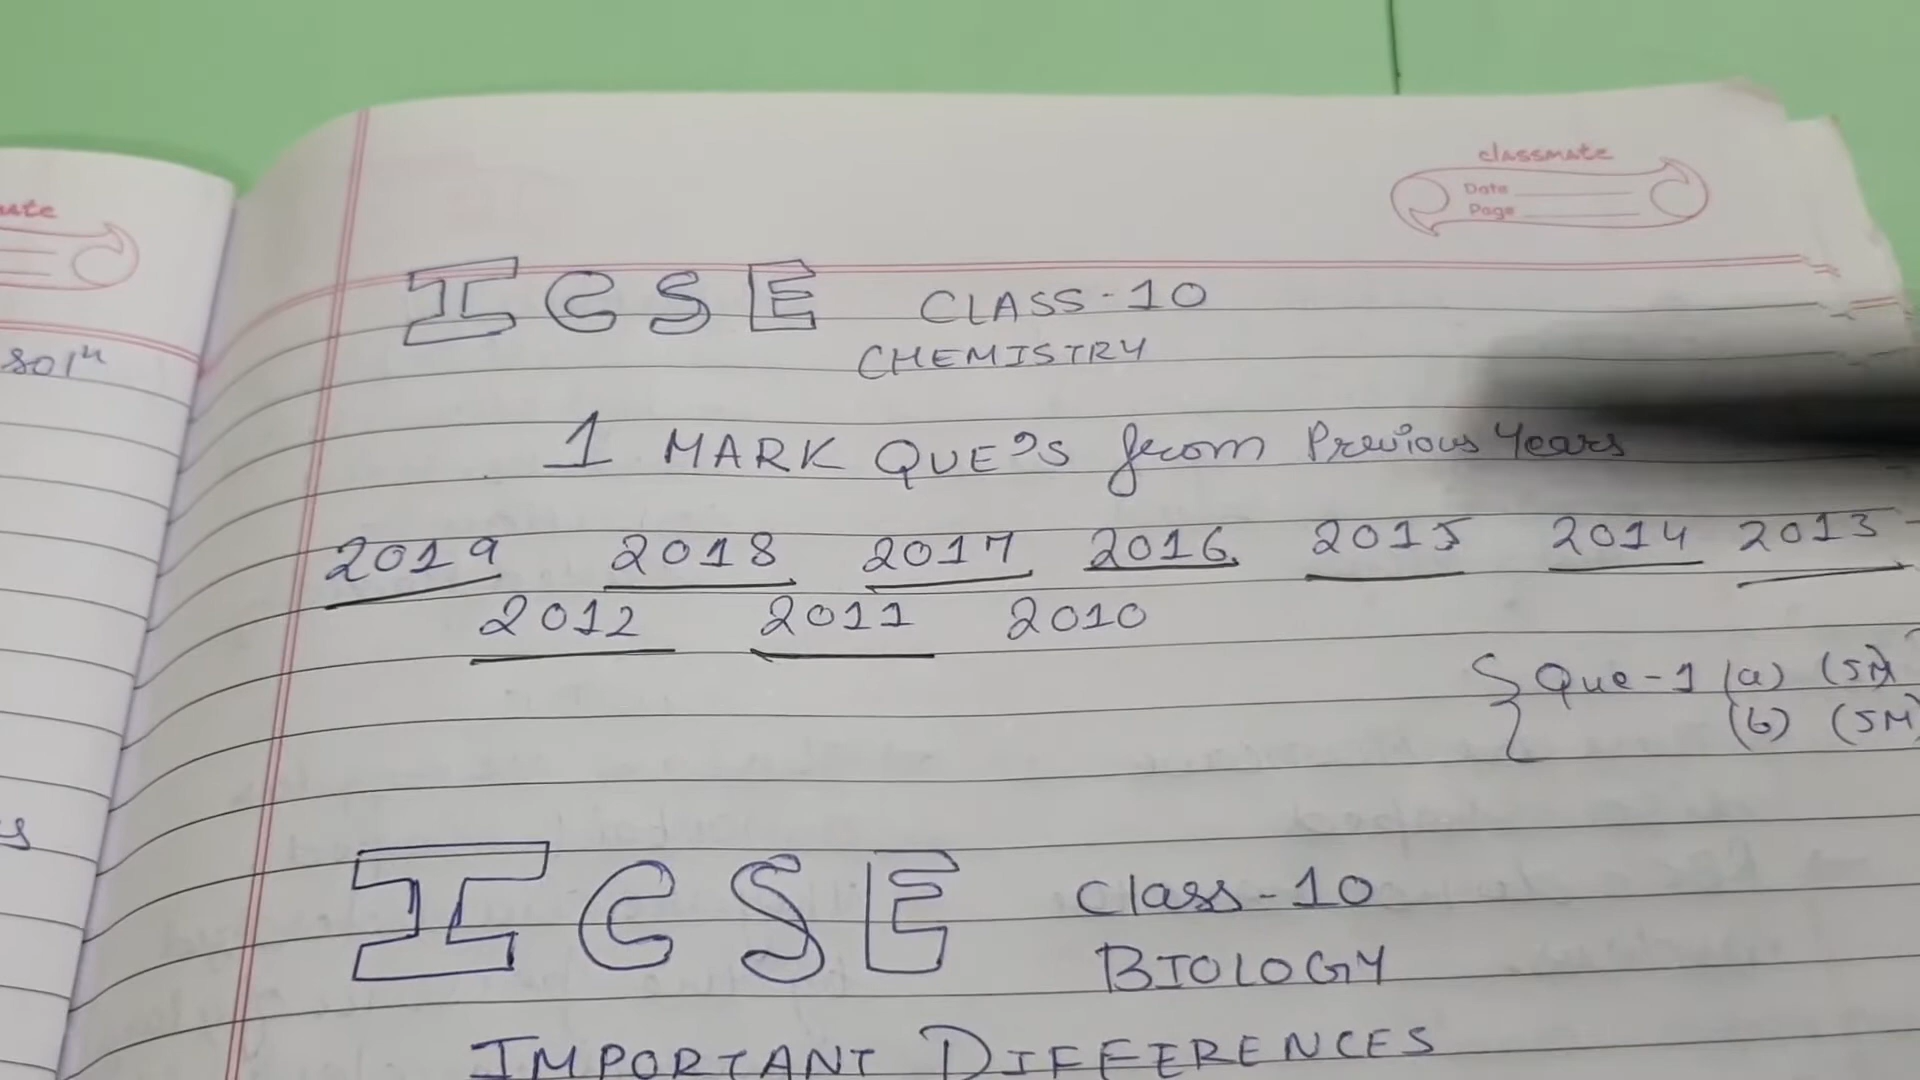 classmate
Date
Page
ICSE CLASS-10
CHEMISTRY
1 MARK QUE's from Previous Years
2019 2018 2017 2016 2015 2014 2013
2012 2011 2010
Que-1 (a) (5M)
(b) (5M)
ICSE Class-10
BIOLOGY
IMPORTANT DIFFERENCES